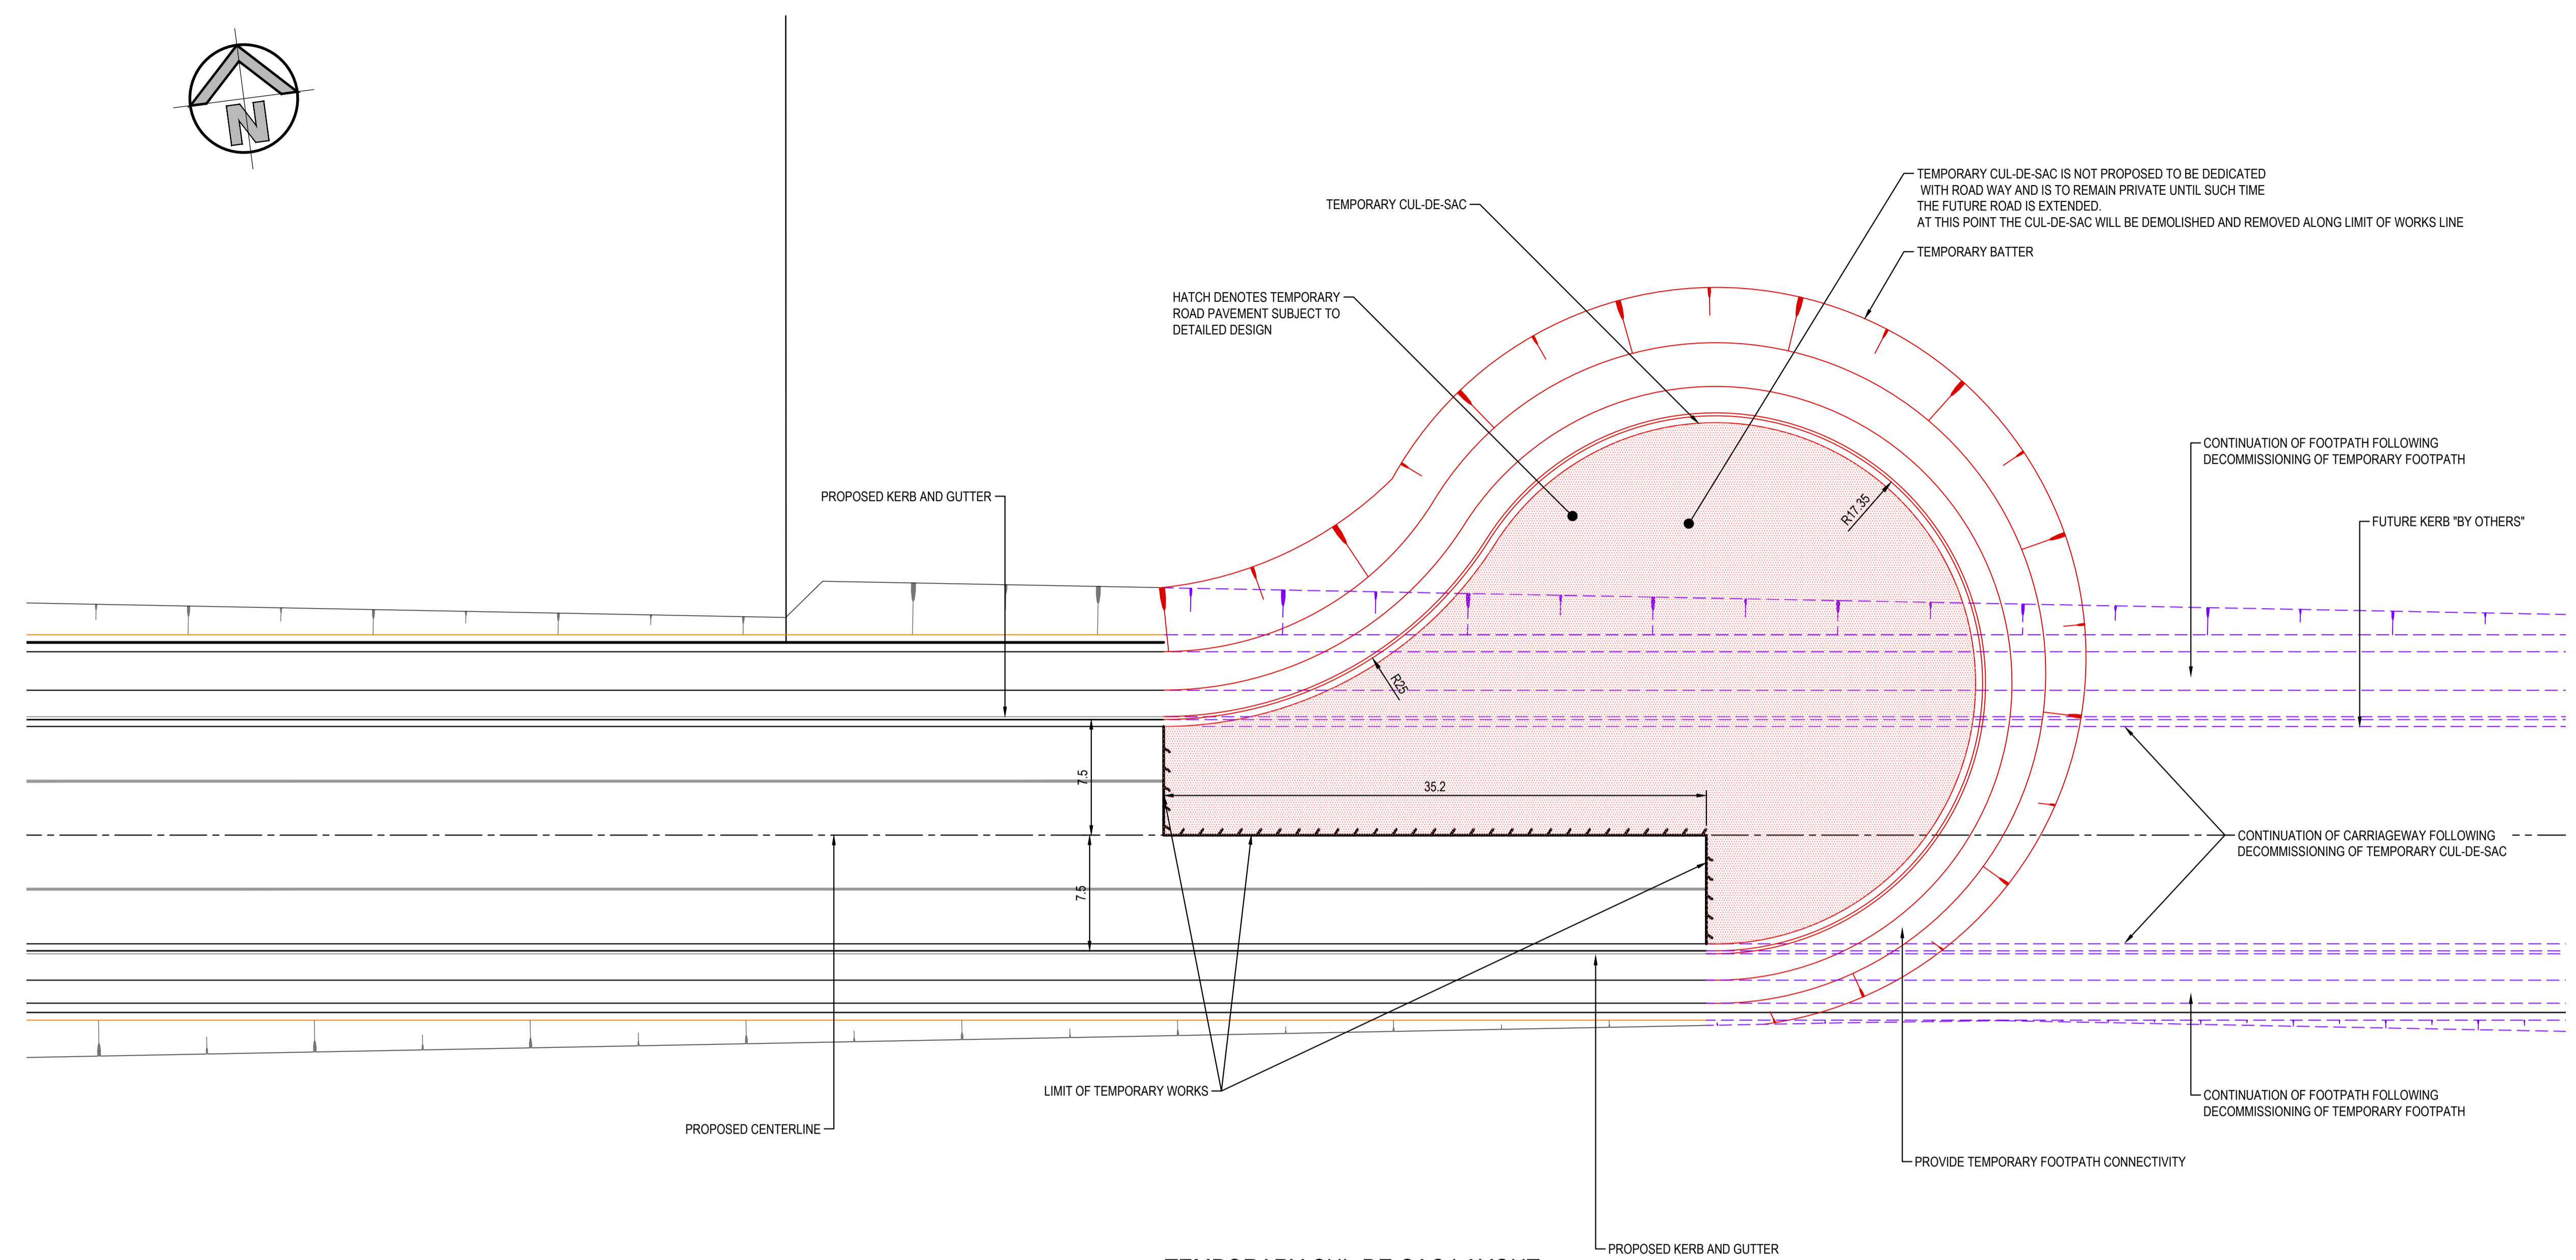 N
TEMPORARY CUL-DE-SAC IS NOT PROPOSED TO BE DEDICATED
WITH ROAD WAY AND IS TO REMAIN PRIVATE UNTIL SUCH TIME
THE FUTURE ROAD IS EXTENDED.
AT THIS POINT THE CUL-DE-SAC WILL BE DEMOLISHED AND REMOVED ALONG LIMIT OF WORKS LINE
TEMPORARY CUL-DE-SAC
TEMPORARY BATTER
HATCH DENOTES TEMPORARY
ROAD PAVEMENT SUBJECT TO
DETAILED DESIGN
CONTINUATION OF FOOTPATH FOLLOWING
DECOMMISSIONING OF TEMPORARY FOOTPATH
PROPOSED KERB AND GUTTER
R17.35
FUTURE KERB "BY OTHERS"
R25
7.5
35.2
CONTINUATION OF CARRIAGEWAY FOLLOWING
DECOMMISSIONING OF TEMPORARY CUL-DE-SAC
7.5
LIMIT OF TEMPORARY WORKS
CONTINUATION OF FOOTPATH FOLLOWING
DECOMMISSIONING OF TEMPORARY FOOTPATH
PROPOSED CENTERLINE
PROVIDE TEMPORARY FOOTPATH CONNECTIVITY
PROPOSED KERB AND GUTTER